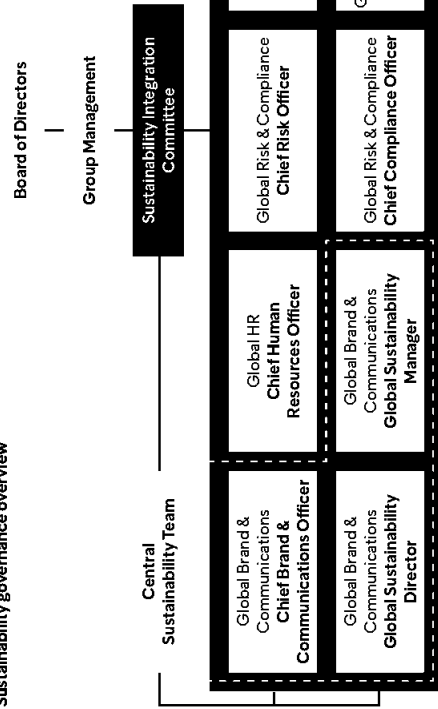 Sustainability governance overview
Board of Directors
Group Management
Sustainability Integration
Committee
Central
Sustainability Team
Global Brand &
Communications
Chief Brand &
Communications Officer
Global HR
Chief Human
Resources Officer
Global Risk & Compliance
Chief Risk Officer
Global Brand &
Communications
Global Sustainability
Director
Global Brand &
Communications
Global Sustainability
Manager
Global Risk & Compliance
Chief Compliance Officer